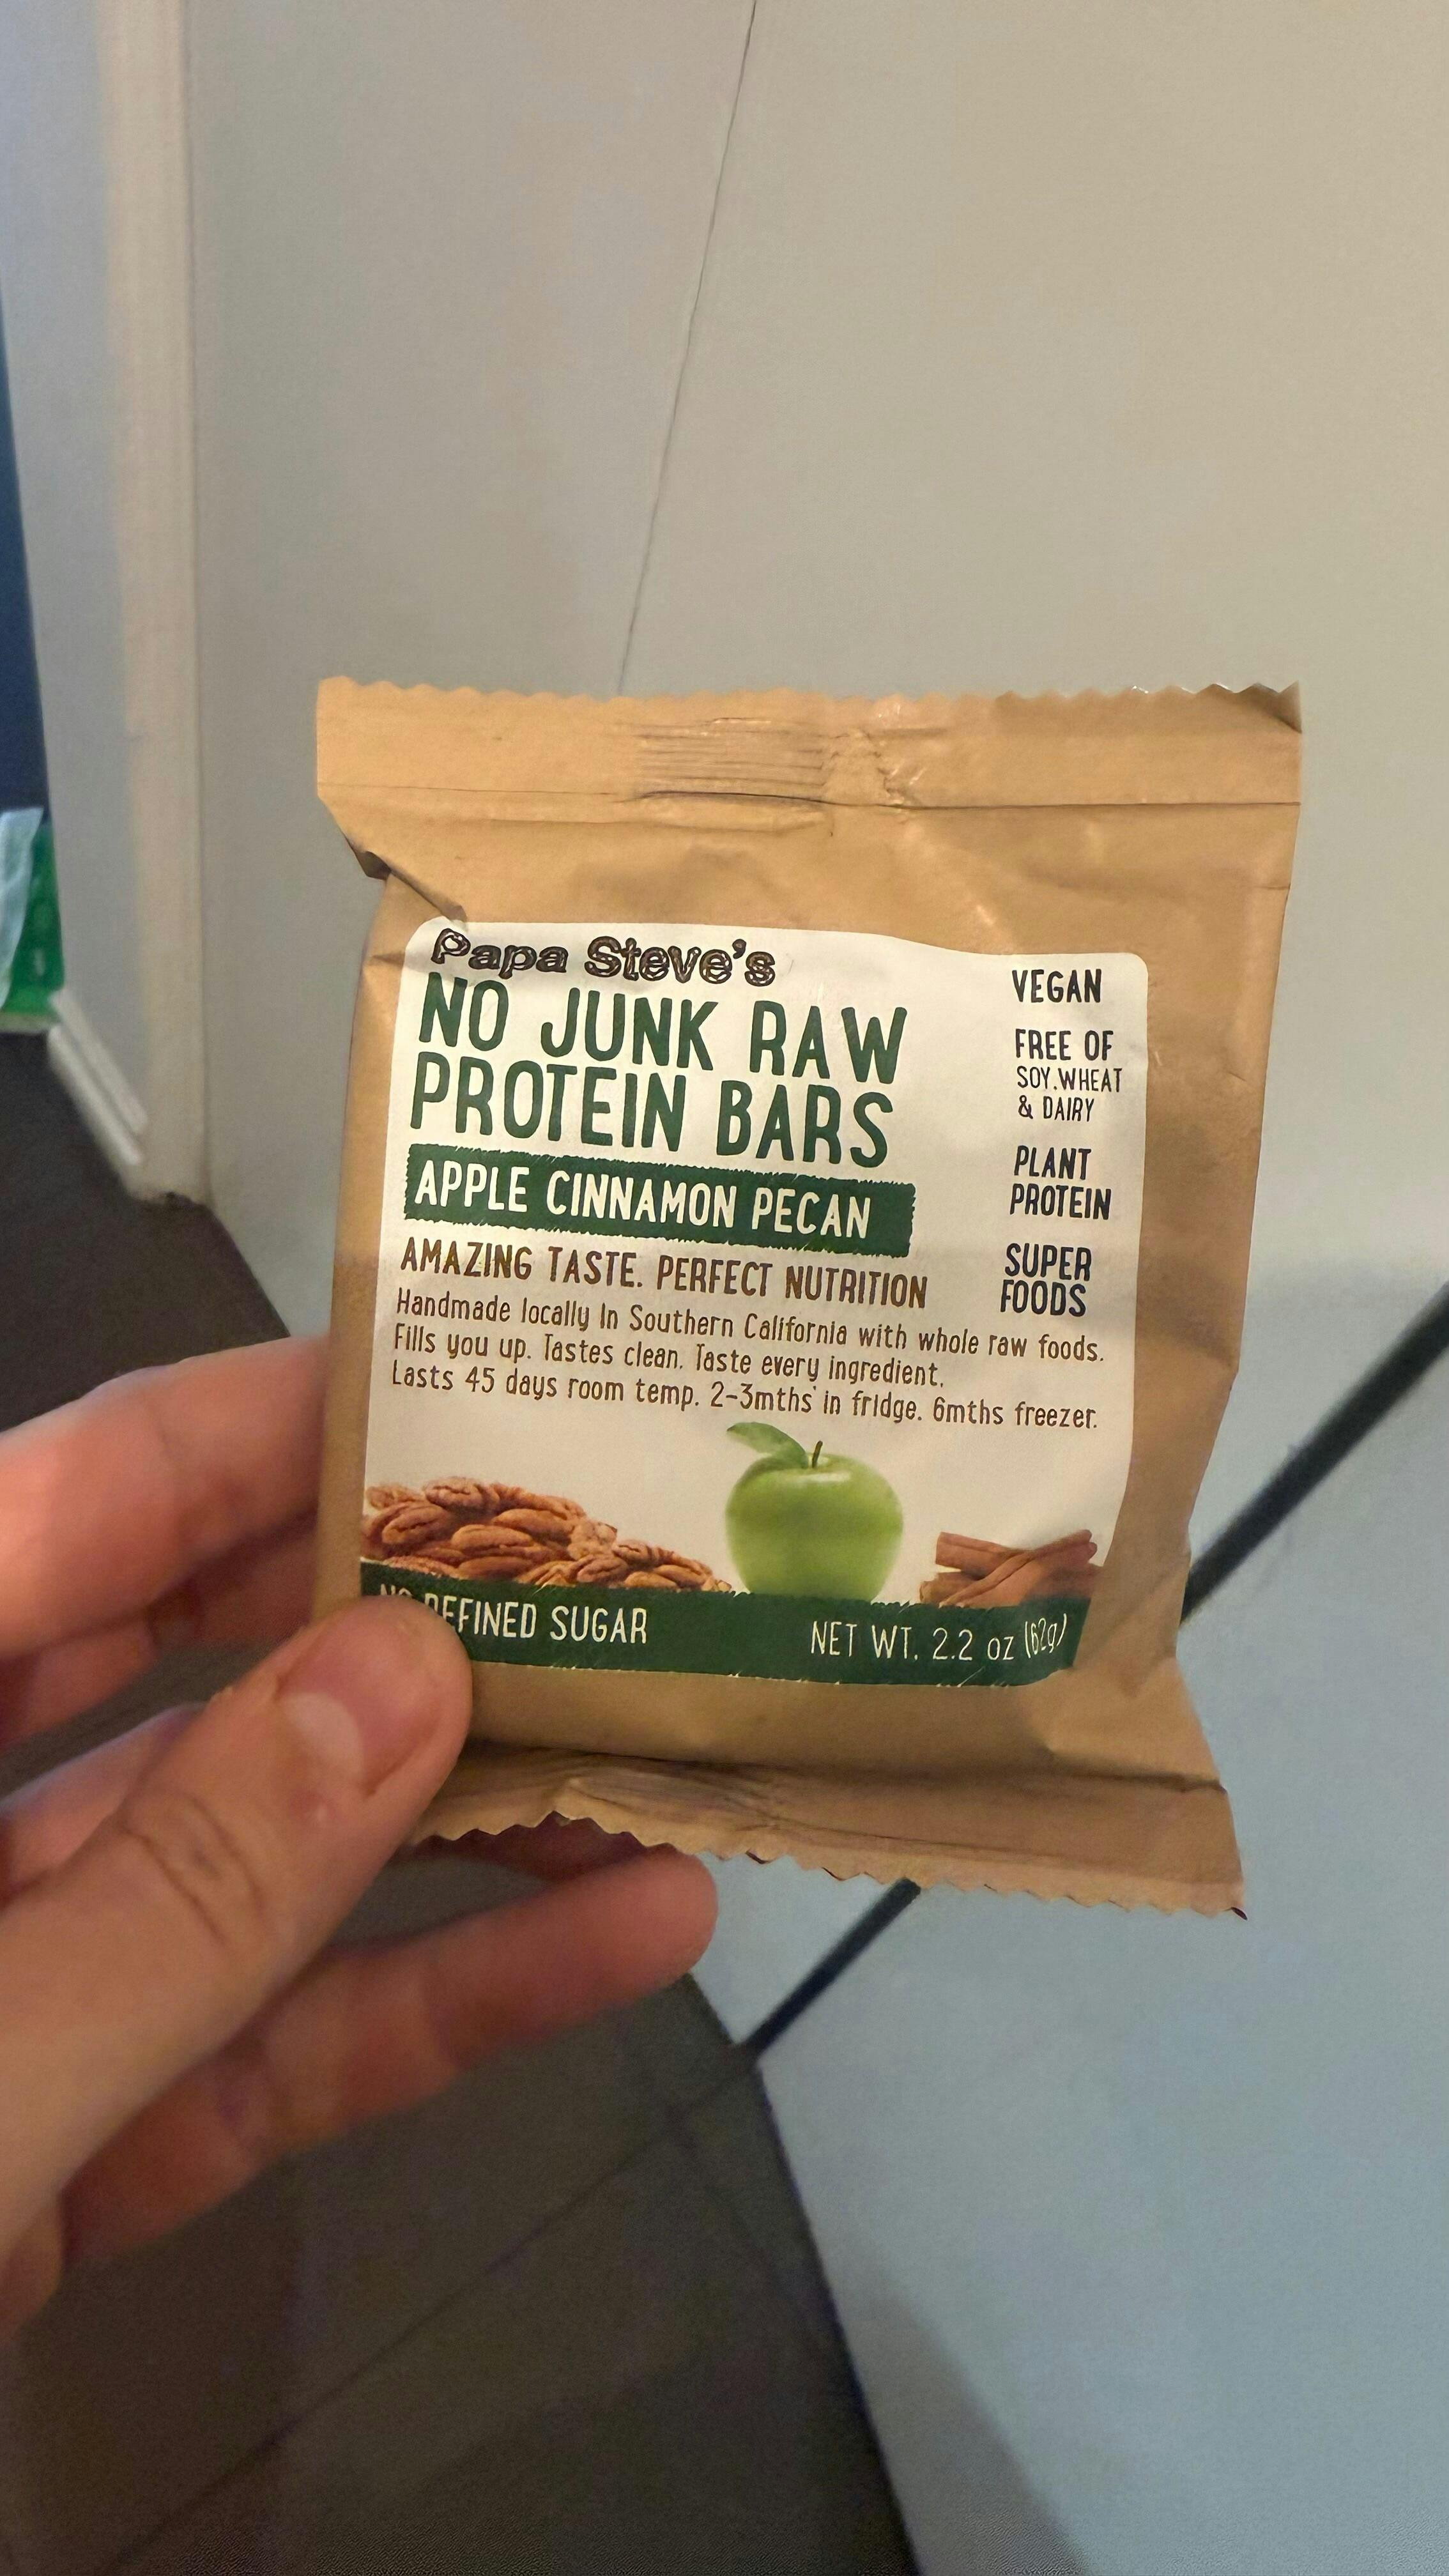 Papa Steve's
NO JUNK RAW
PROTEIN BARS
APPLE CINNAMON PECAN
AMAZING TASTE. PERFECT NUTRITION
Handmade locally In Southern California with whole raw foods.
Fills you up. Tastes clean. Taste every ingredient.
Lasts 45 days room temp. 2-3mths' in fridge. 6mths freezer.
VEGAN
FREE OF
SOY.WHEAT
& DAIRY
PLANT
PROTEIN
SUPER
FOODS
NO REFINED SUGAR
NET WT. 2.2 oz (62g)